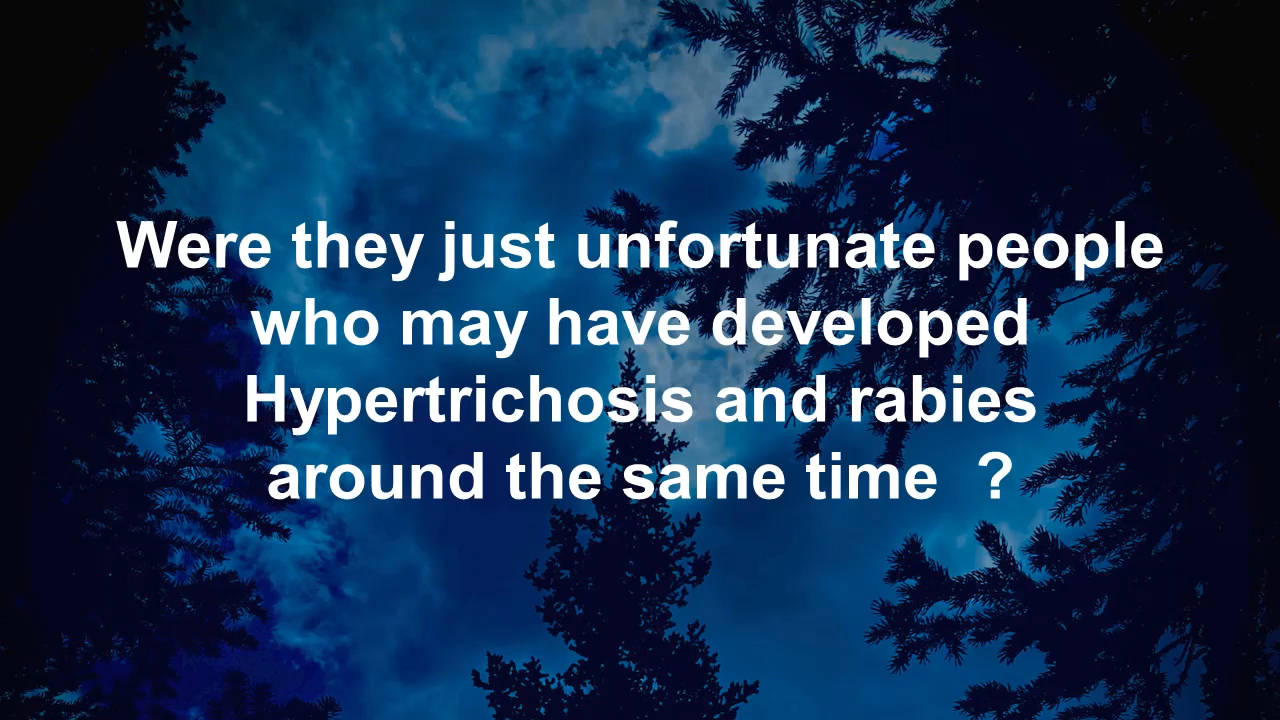 Were they just unfortunate people
who may have developed
Hypertrichosis and rabies
around the same time  ?